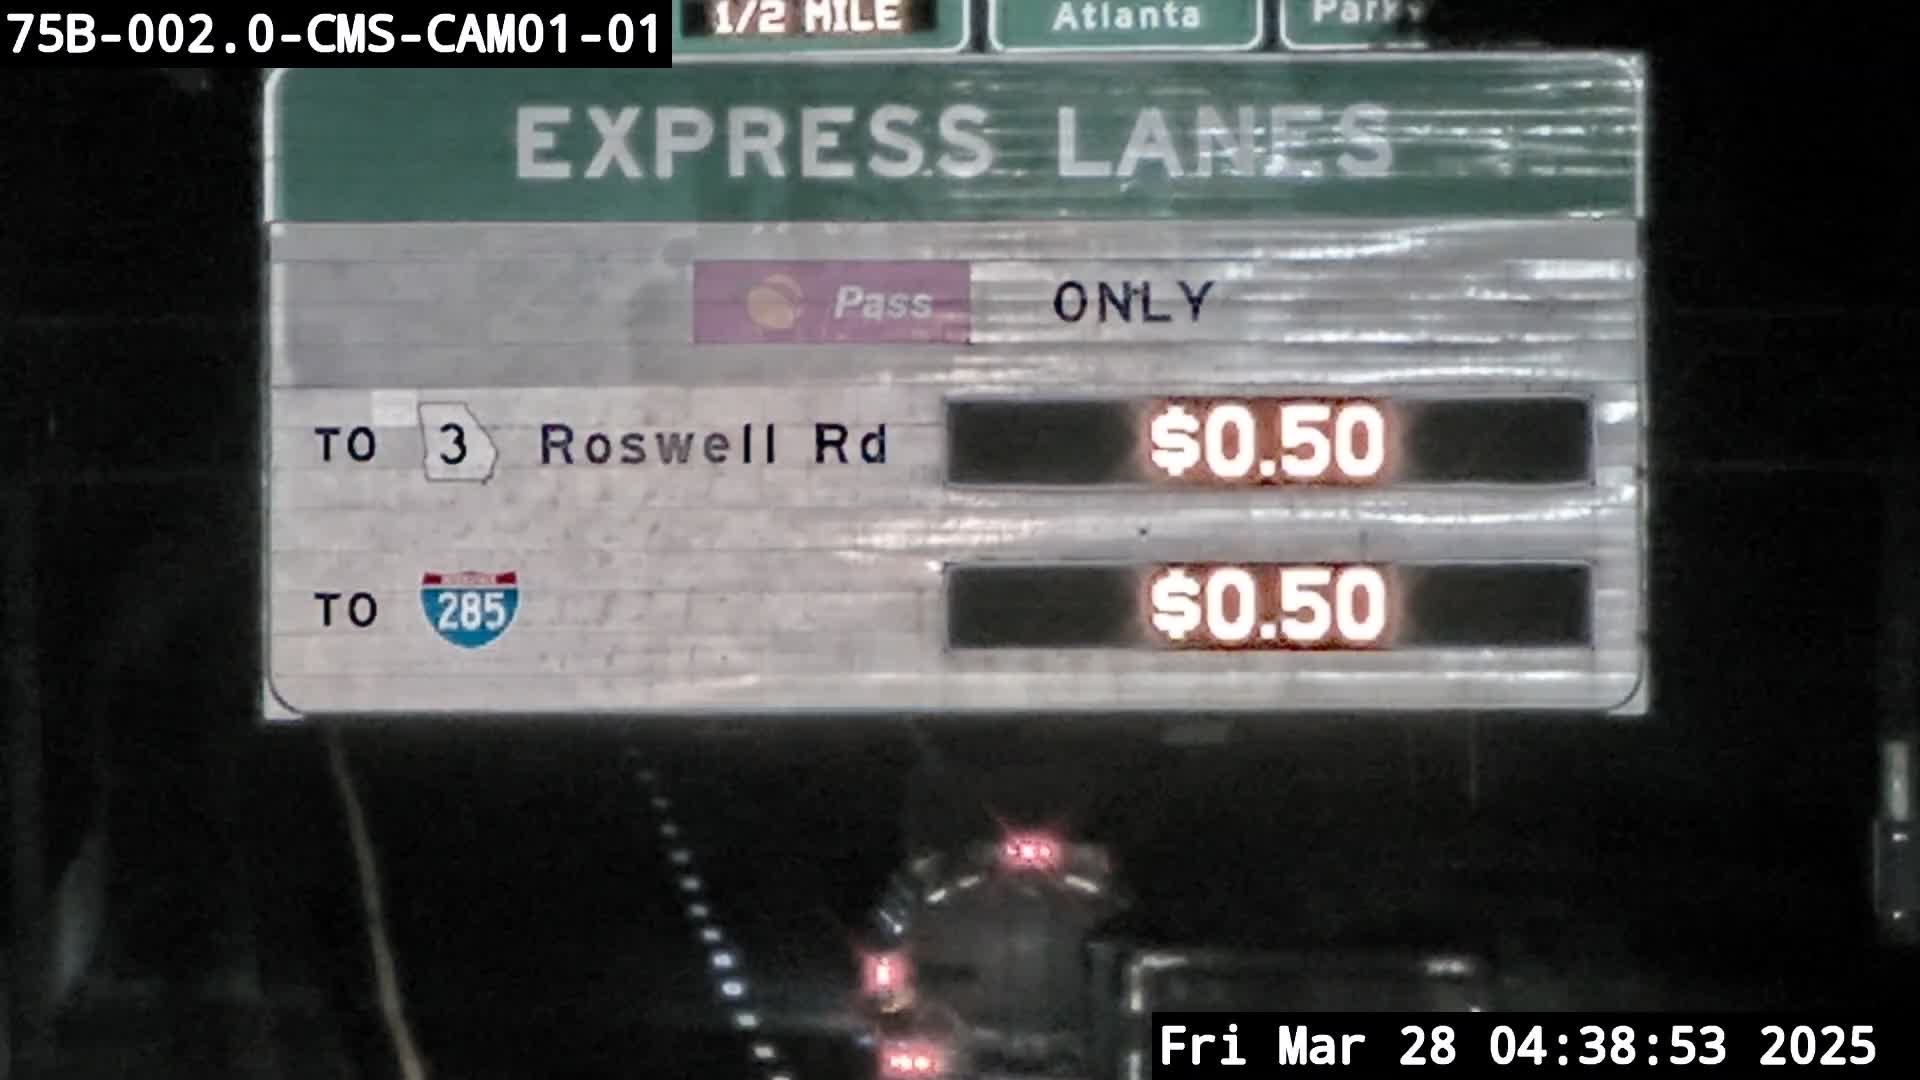 75B-002.0-CMS-CAM01-01
1/2 MILE
Atlanta
EXPRESS LANES
Pass ONLY
TO 3 Roswell Rd $0.50
TO 285 $0.50
Fri Mar 28 04:38:53 2025